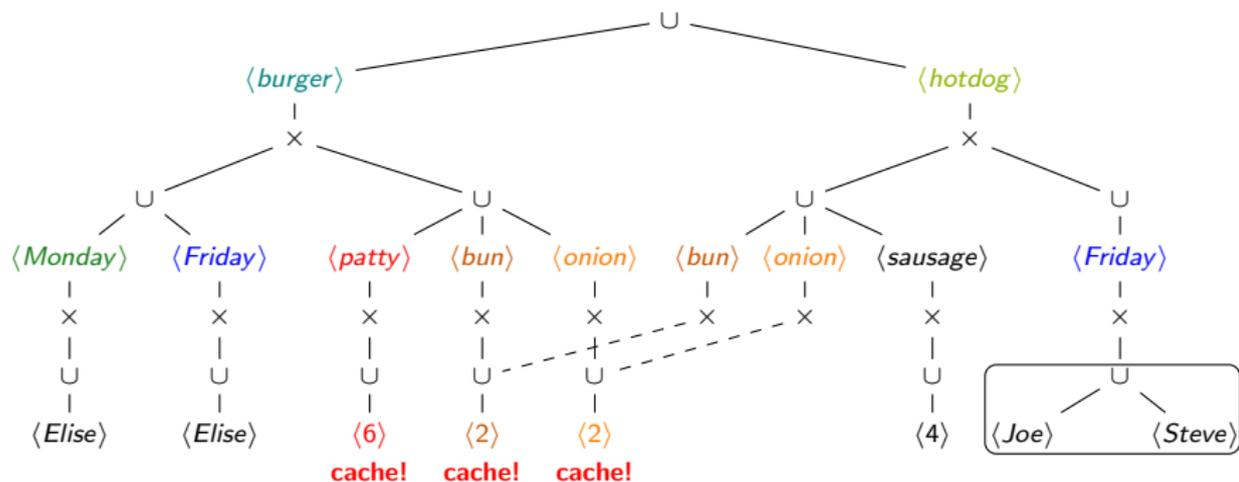 ∪
⟨burger⟩ ⟨hotdog⟩
× ×
∪ ∪ ∪ ∪
⟨Monday⟩ ⟨Friday⟩ ⟨patty⟩ ⟨bun⟩ ⟨onion⟩ ⟨bun⟩ ⟨onion⟩ ⟨sausage⟩ ⟨Friday⟩
× × × × × × × × ×
∪ ∪ ∪ ∪ ∪ ∪ ∪
⟨Elise⟩ ⟨Elise⟩ ⟨6⟩ ⟨2⟩ ⟨2⟩ ⟨4⟩ ⟨Joe⟩ ⟨Steve⟩
cache! cache! cache!